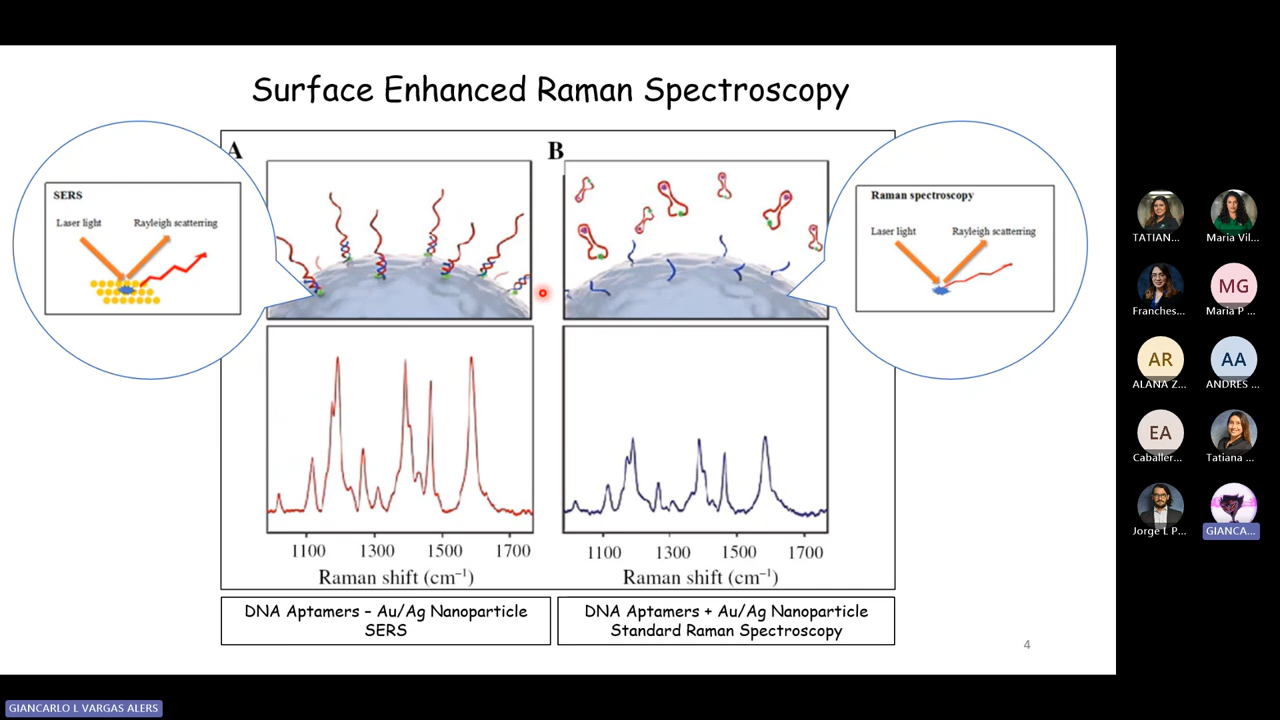 Surface Enhanced Raman Spectroscopy
A
B
SERS
Laser light
Rayleigh scatterring
Raman spectroscopy
Laser light
Rayleigh scatterring
1100 1300 1500 1700
Raman shift (cm⁻¹)
1100 1300 1500 1700
Raman shift (cm⁻¹)
DNA Aptamers – Au/Ag Nanoparticle
SERS
DNA Aptamers + Au/Ag Nanoparticle
Standard Raman Spectroscopy
4
TATIAN...
Maria Vil...
Franches...
MG
Maria P ...
AR
ALANA Z...
AA
ANDRES ...
EA
Caballer...
Tatiana ...
Jorge L P...
GIANCA...
GIANCARLO L VARGAS ALERS